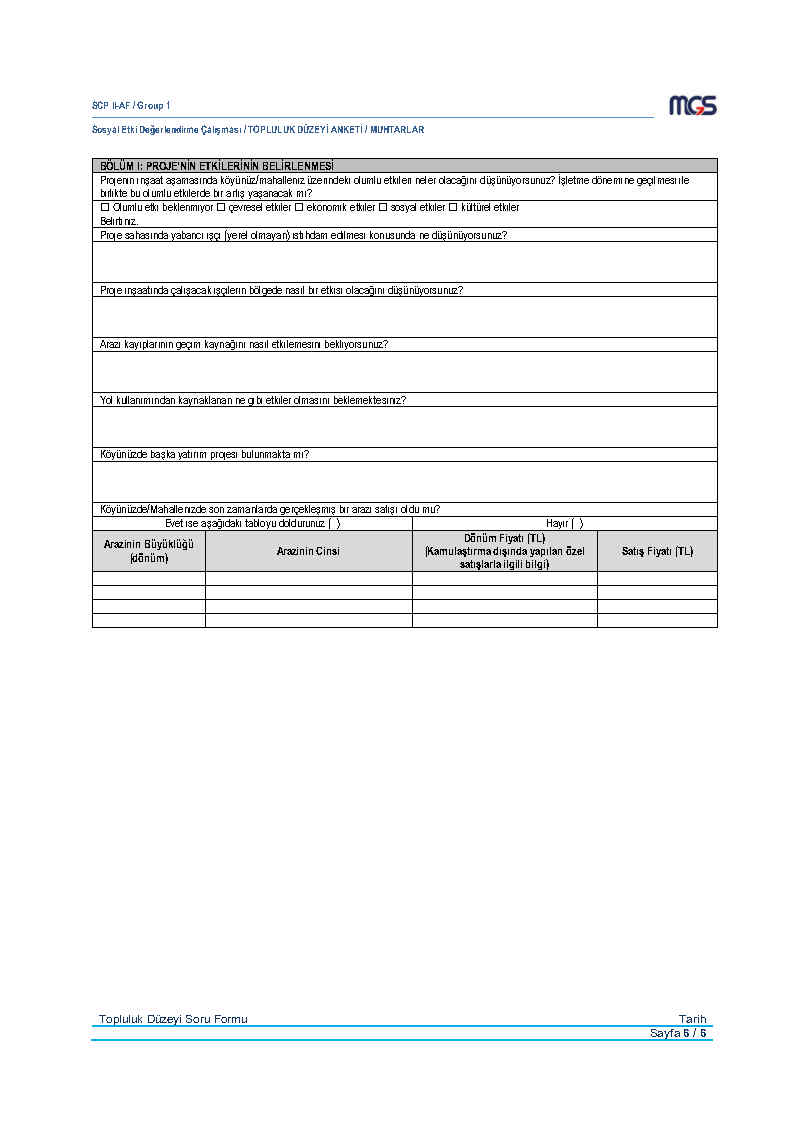 SCP II-AF / Group 1
MGS
Sosyal Etki Değerlendirme Çalışması / TOPLULUK DÜZEYİ ANKETİ / MUHTARLAR
BÖLÜM I: PROJE'NİN ETKİLERİNİN BELİRLENMESİ
Projenin inşaat aşamasında köyünüz/mahalleniz üzerindeki olumlu etkileri neler olacağını düşünüyorsunuz? İşletme dönemine geçilmesi ile
birlikte bu olumlu etkilerde bir artış yaşanacak mı?
☐ Olumlu etki beklenmiyor ☐ çevresel etkiler ☐ ekonomik etkiler ☐ sosyal etkiler ☐ kültürel etkiler
Belirtiniz.
Proje sahasında yabancı işçi (yerel olmayan) istihdam edilmesi konusunda ne düşünüyorsunuz?
Proje inşaatında çalışacak işçilerin bölgede nasıl bir etkisi olacağını düşünüyorsunuz?
Arazi kayıplarının geçim kaynağını nasıl etkilemesini bekliyorsunuz?
Yol kullanımından kaynaklanan ne gibi etkiler olmasını beklemektesiniz?
Köyünüzde başka yatırım projesi bulunmakta mı?
Köyünüzde/Mahallenizde son zamanlarda gerçekleşmiş bir arazi satışı oldu mu?
Evet ise aşağıdaki tabloyu doldurunuz ( ) Hayır ( )
Arazinin Büyüklüğü (dönüm)
Arazinin Cinsi
Dönüm Fiyatı (TL)
(Kamulaştırma dışında yapılan özel
satışlarla ilgili bilgi)
Satış Fiyatı (TL)
Topluluk Düzeyi Soru Formu Tarih
Sayfa 6 / 6